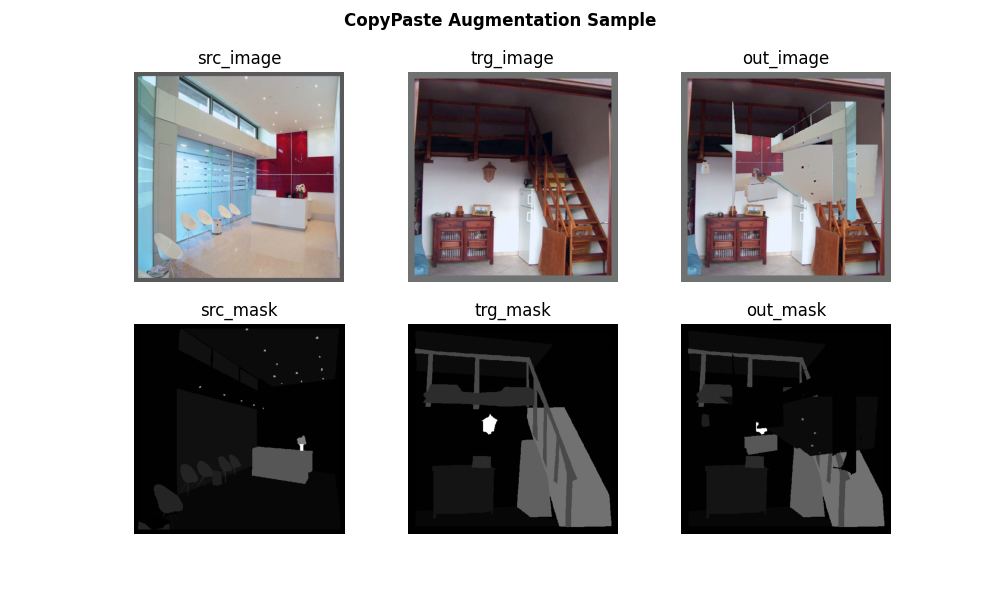 CopyPaste Augmentation Sample
src_image
trg_image
out_image
src_mask
trg_mask
out_mask